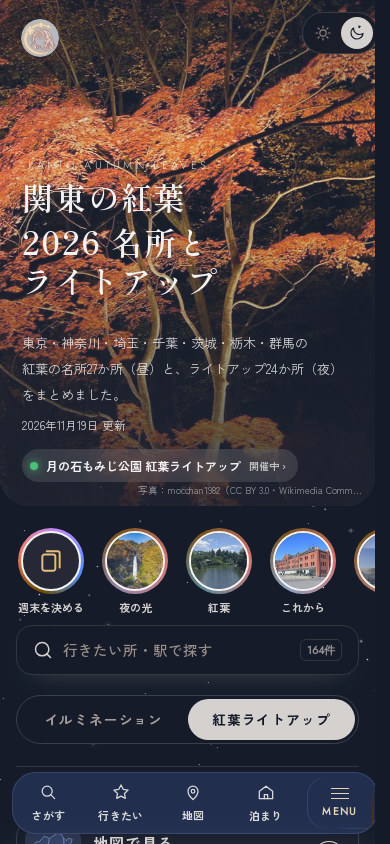 KANTO AUTUMN LEAVES
関東の紅葉
2026 名所と
ライトアップ
東京・神奈川・埼玉・千葉・茨城・栃木・群馬の
紅葉の名所27か所（昼）と、ライトアップ24か所（夜）
をまとめました。
2026年11月19日 更新
月の石もみじ公園 紅葉ライトアップ 開催中 ›
写真：mocchan1982（CC BY 3.0・Wikimedia Comm…
週末を決める 夜の光 紅葉 これから
行きたい所・駅で探す 164件
イルミネーション 紅葉ライトアップ
さがす 行きたい 地図 泊まり MENU
地図で見る